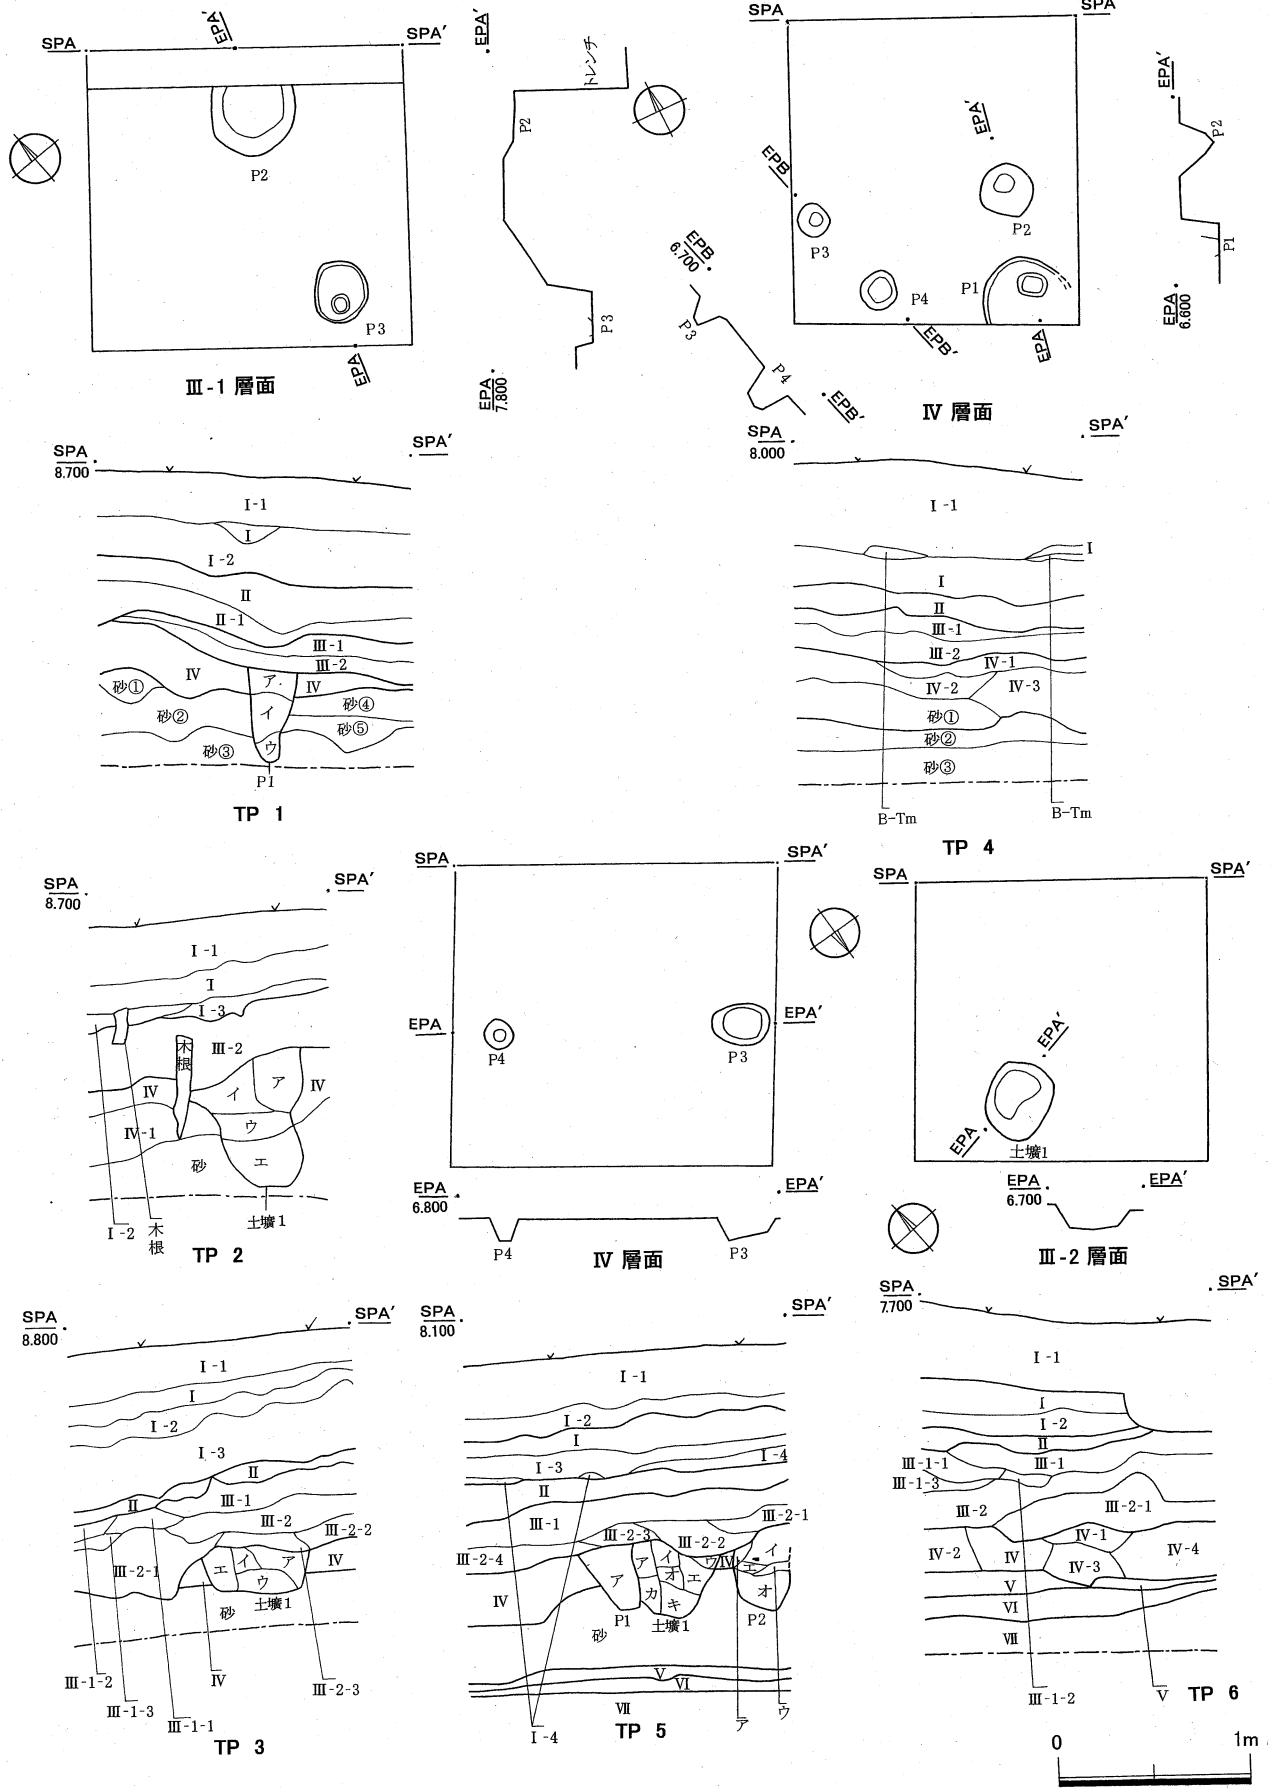 SPA
EPA′
SPA′
P2
P3
EPA
Ⅲ-1 層面
EPA′
トレンチ
P2
P3
EPA
7.800
SPA
SPA′
EPA′
EPB
P2
P3
P4
P1
EPB′
EPA
Ⅳ 層面
EPB
6.700
P3
P4
EPB′
EPA′
P2
P1
EPA
6.600
SPA
8.700
SPA′
Ⅰ-1
Ⅰ
Ⅰ-2
Ⅱ
Ⅱ-1
Ⅲ-1
Ⅲ-2
Ⅳ
ア
Ⅳ
砂①
砂②
イ
砂④
砂⑤
砂③
ウ
P1
TP 1
SPA
8.000
SPA′
Ⅰ-1
Ⅰ
Ⅰ
Ⅱ
Ⅲ-1
Ⅲ-2
Ⅳ-1
Ⅳ-2
Ⅳ-3
砂①
砂②
砂③
B-Tm
B-Tm
TP 4
SPA
8.700
SPA′
Ⅰ-1
Ⅰ
Ⅰ-3
木根
Ⅲ-2
Ⅳ
イ
ア
Ⅳ
Ⅳ-1
ウ
砂
エ
Ⅰ-2
木根
土壙1
TP 2
SPA
SPA′
EPA
EPA′
P4
P3
EPA
6.800
EPA′
P4
P3
Ⅳ 層面
SPA
SPA′
EPA′
EPA
土壙1
EPA
6.700
EPA′
Ⅲ-2 層面
SPA
8.800
SPA′
Ⅰ-1
Ⅰ
Ⅰ-2
Ⅰ-3
Ⅱ
Ⅱ
Ⅲ-1
Ⅲ-2
Ⅲ-2-2
Ⅲ-2-1
エ
イ
ア
ウ
Ⅳ
土壙1
砂
Ⅲ-1-2
Ⅲ-1-3
Ⅲ-1-1
Ⅳ
Ⅲ-2-3
TP 3
SPA
8.100
SPA′
Ⅰ-1
Ⅰ-2
Ⅰ
Ⅰ-3
Ⅰ-4
Ⅱ
Ⅲ-1
Ⅲ-2-1
Ⅲ-2-3
Ⅲ-2-2
Ⅲ-2-4
ア
ア
イ
オ
カ
キ
エ
ウ
Ⅳ
エ
イ
オ
Ⅳ
P1
土壙1
P2
砂
Ⅴ
Ⅵ
Ⅶ
Ⅰ-4
ア
ウ
TP 5
SPA
7.700
SPA′
Ⅰ-1
Ⅰ
Ⅰ-2
Ⅱ
Ⅲ-1-1
Ⅲ-1
Ⅲ-1-3
Ⅲ-2
Ⅲ-2-1
Ⅳ-1
Ⅳ-2
Ⅳ
Ⅳ-3
Ⅳ-4
Ⅴ
Ⅵ
Ⅶ
Ⅲ-1-2
Ⅴ
TP 6
0
1m